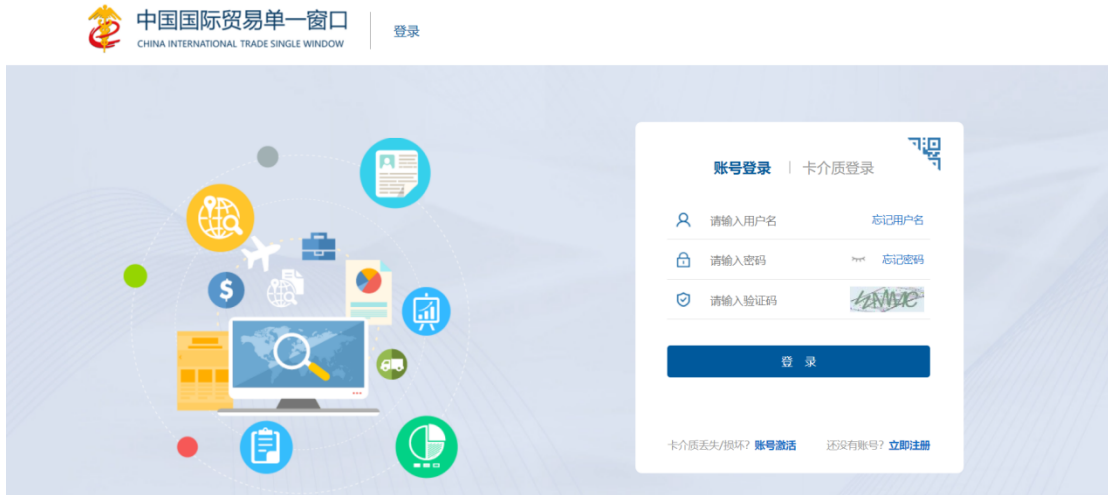 中国国际贸易单一窗口
CHINA INTERNATIONAL TRADE SINGLE WINDOW
登录
账号登录 | 卡介质登录
请输入用户名 忘记用户名
请输入密码 忘记密码
请输入验证码
登 录
卡介质丢失/损坏? 账号激活 还没有账号? 立即注册